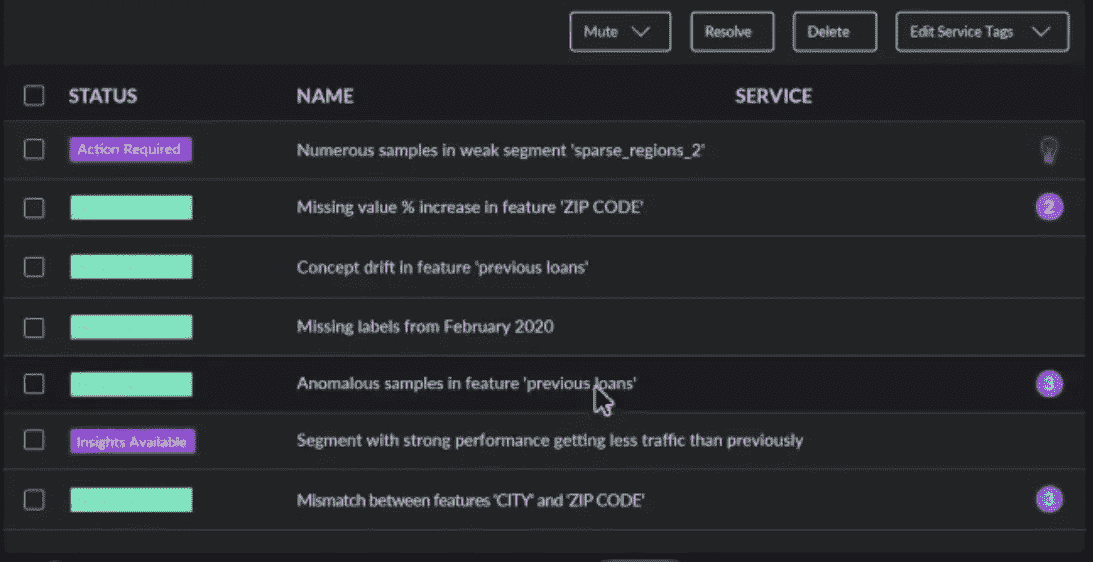 Mute Resolve Delete Edit Service Tags
STATUS NAME SERVICE
Action Required Numerous samples in weak segment 'sparse_regions_2'
Missing value % increase in feature 'ZIP CODE' 2
Concept drift in feature 'previous loans'
Missing labels from February 2020
Anomalous samples in feature 'previous loans' 3
Insights Available Segment with strong performance getting less traffic than previously
Mismatch between features 'CITY' and 'ZIP CODE' 3